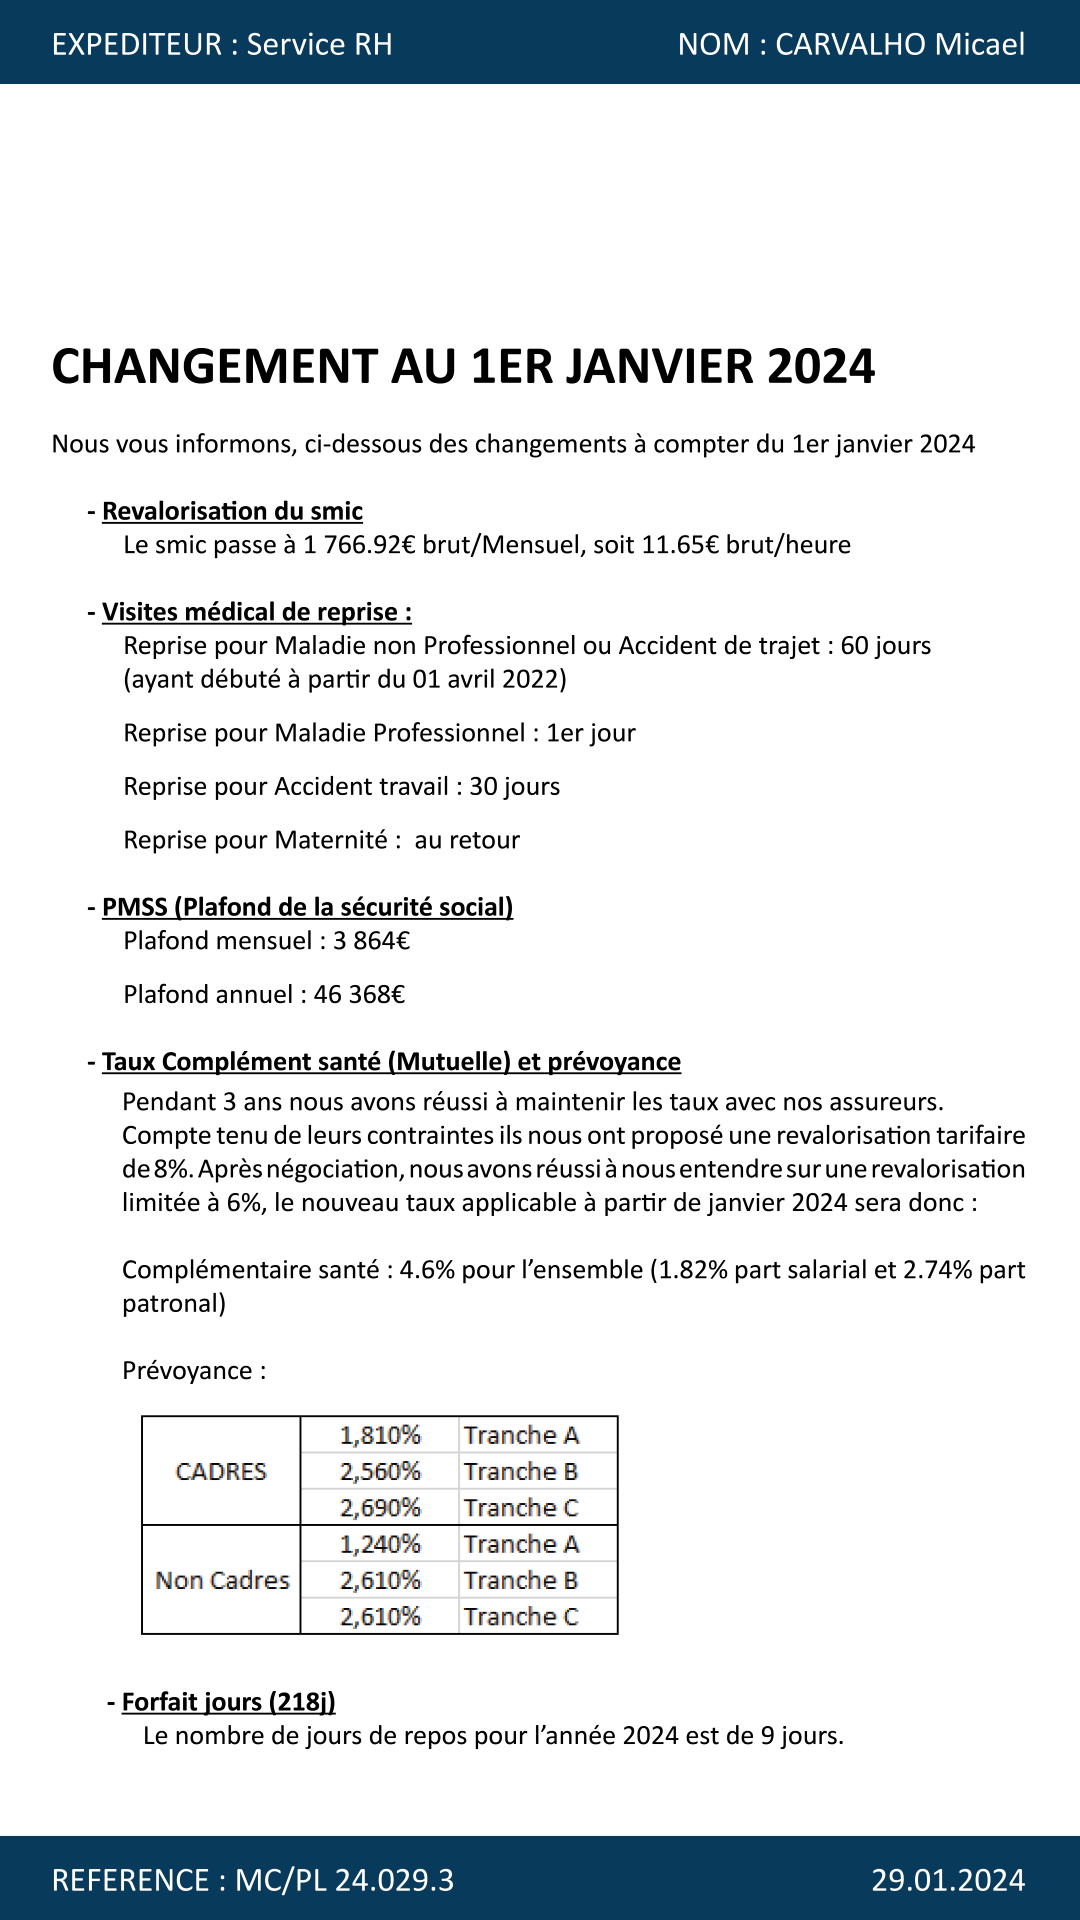 EXPEDITEUR : Service RH
NOM : CARVALHO Micael
CHANGEMENT AU 1ER JANVIER 2024
Nous vous informons, ci-dessous des changements à compter du 1er janvier 2024
- Revalorisation du smic
Le smic passe à 1 766.92€ brut/Mensuel, soit 11.65€ brut/heure
- Visites médical de reprise :
Reprise pour Maladie non Professionnel ou Accident de trajet : 60 jours
(ayant débuté à partir du 01 avril 2022)
Reprise pour Maladie Professionnel : 1er jour
Reprise pour Accident travail : 30 jours
Reprise pour Maternité :  au retour
- PMSS (Plafond de la sécurité social)
Plafond mensuel : 3 864€
Plafond annuel : 46 368€
- Taux Complément santé (Mutuelle) et prévoyance
Pendant 3 ans nous avons réussi à maintenir les taux avec nos assureurs.
Compte tenu de leurs contraintes ils nous ont proposé une revalorisation tarifaire
de 8%. Après négociation, nous avons réussi à nous entendre sur une revalorisation
limitée à 6%, le nouveau taux applicable à partir de janvier 2024 sera donc :
Complémentaire santé : 4.6% pour l’ensemble (1.82% part salarial et 2.74% part
patronal)
Prévoyance :
CADRES
1,810% Tranche A
2,560% Tranche B
2,690% Tranche C
Non Cadres
1,240% Tranche A
2,610% Tranche B
2,610% Tranche C
- Forfait jours (218j)
Le nombre de jours de repos pour l’année 2024 est de 9 jours.
REFERENCE : MC/PL 24.029.3
29.01.2024